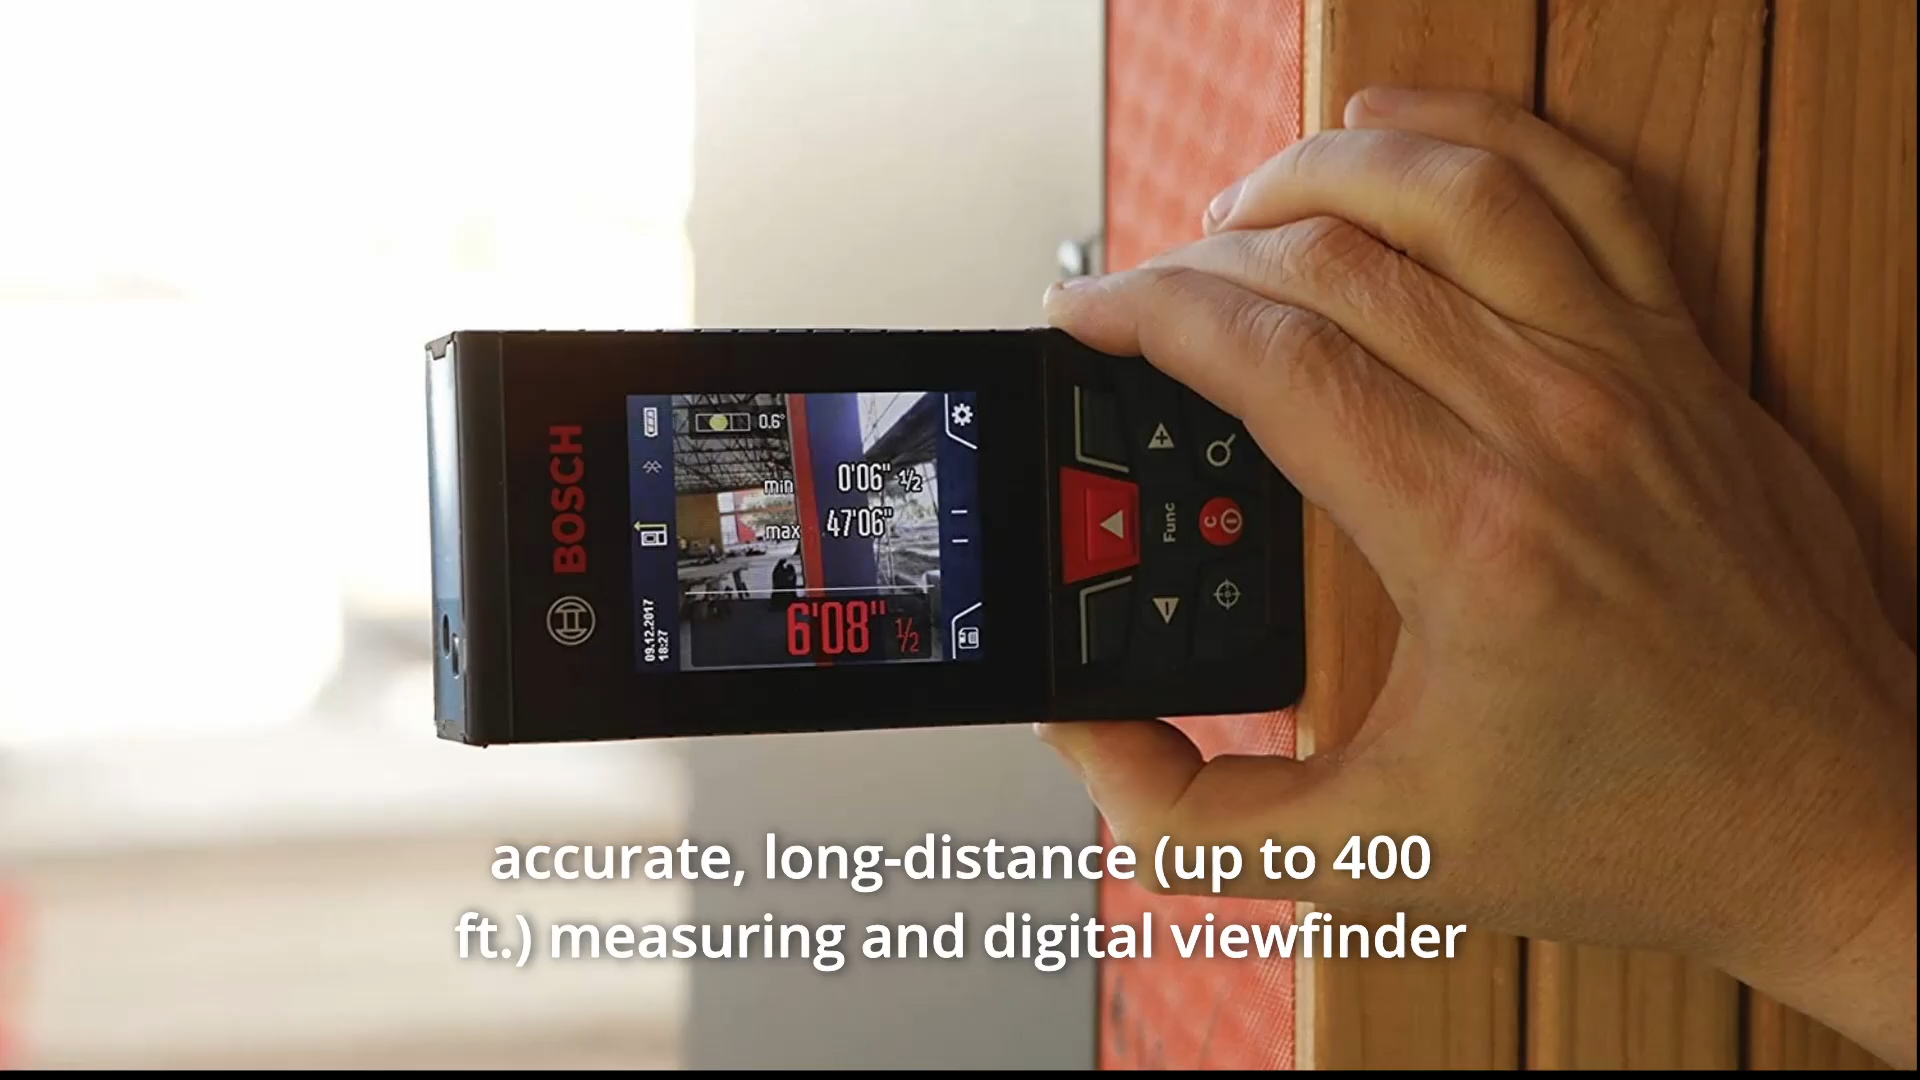 BOSCH
0.6°
min 0'06" 1/2
max 47'06"
6'08" 1/2
09.12.2017
18:27
Func
C
accurate, long-distance (up to 400
ft.) measuring and digital viewfinder